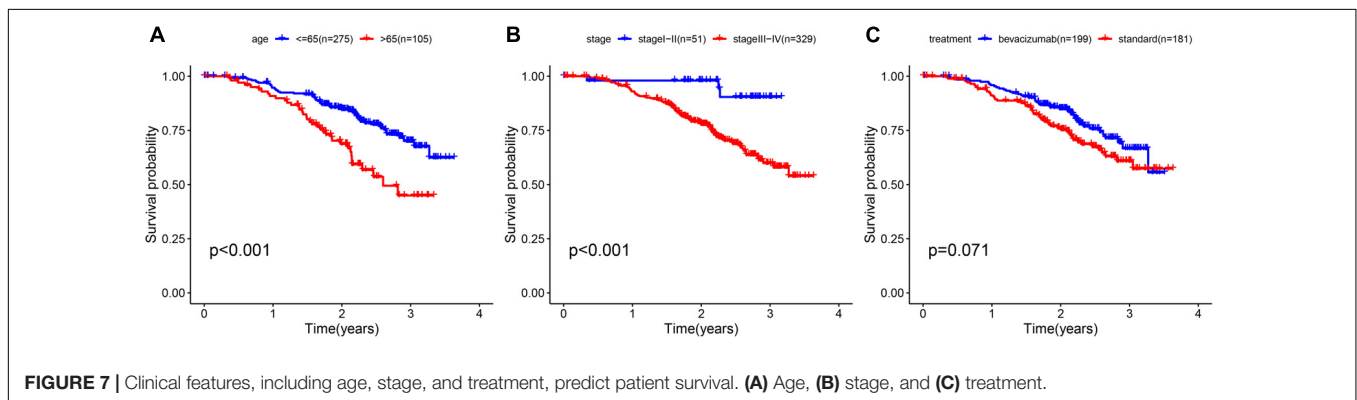 A
age <=65(n=275) >65(n=105)
1.00
0.75
0.50
0.25
0.00
Survival probability
p<0.001
0 1 2 3 4
Time(years)
B
stage stageI−II(n=51) stageIII−IV(n=329)
1.00
0.75
0.50
0.25
0.00
Survival probability
p<0.001
0 1 2 3 4
Time(years)
C
treatment bevacizumab(n=199) standard(n=181)
1.00
0.75
0.50
0.25
0.00
Survival probability
p=0.071
0 1 2 3 4
Time(years)
FIGURE 7 | Clinical features, including age, stage, and treatment, predict patient survival. (A) Age, (B) stage, and (C) treatment.